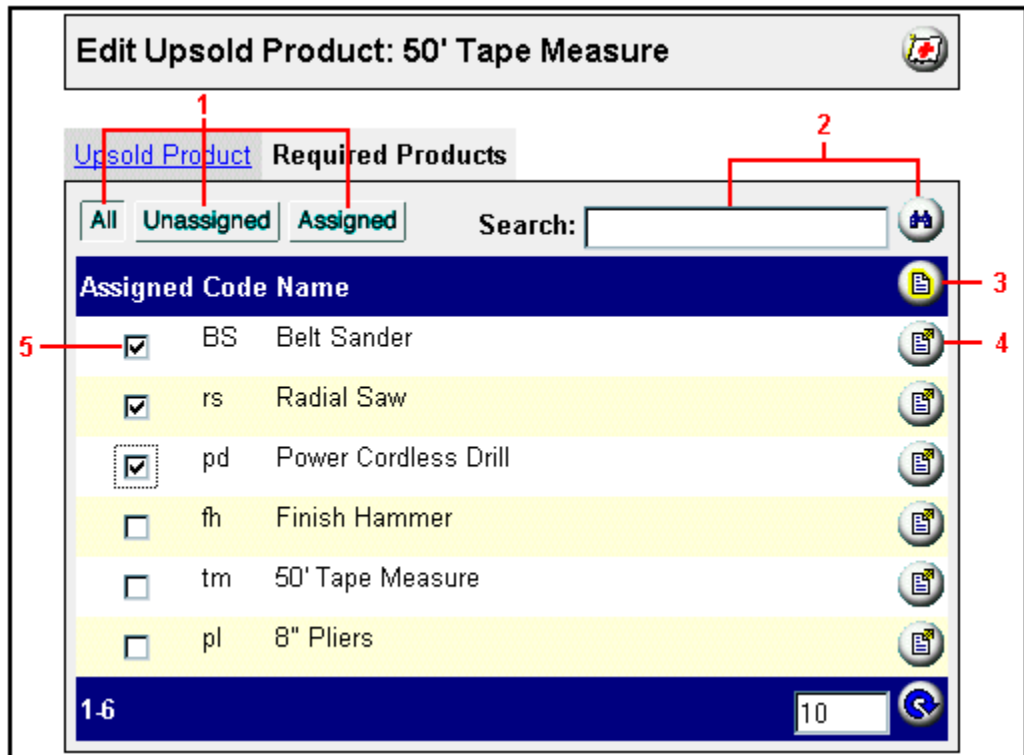 Edit Upsold Product: 50' Tape Measure
1
2
Upsold Product Required Products
All Unassigned Assigned Search:
Assigned Code Name 3
5 BS Belt Sander 4
rs Radial Saw
pd Power Cordless Drill
fh Finish Hammer
tm 50' Tape Measure
pl 8" Pliers
1-6 10